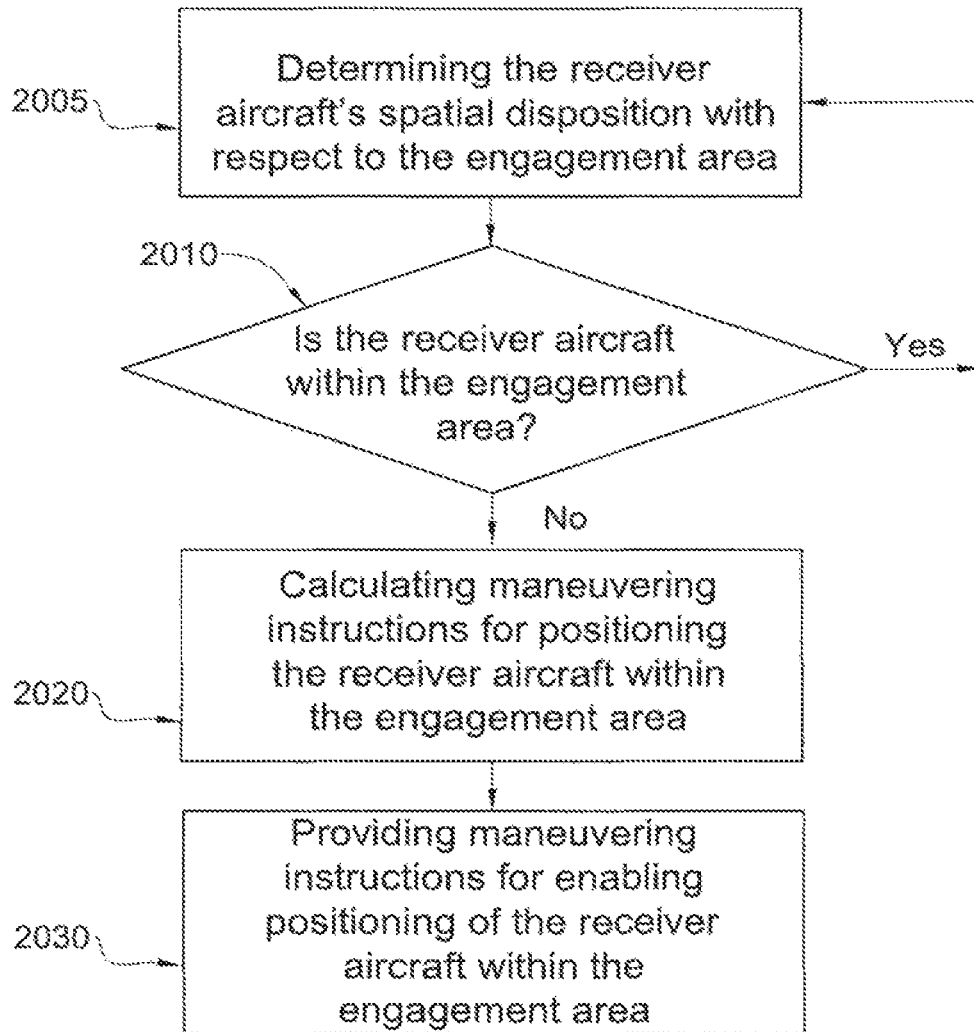 2005
Determining the receiver
aircraft's spatial disposition with
respect to the engagement area
2010
Is the receiver aircraft
within the engagement
area?
Yes
No
2020
Calculating maneuvering
instructions for positioning
the receiver aircraft within
the engagement area
2030
Providing maneuvering
instructions for enabling
positioning of the receiver
aircraft within the
engagement area